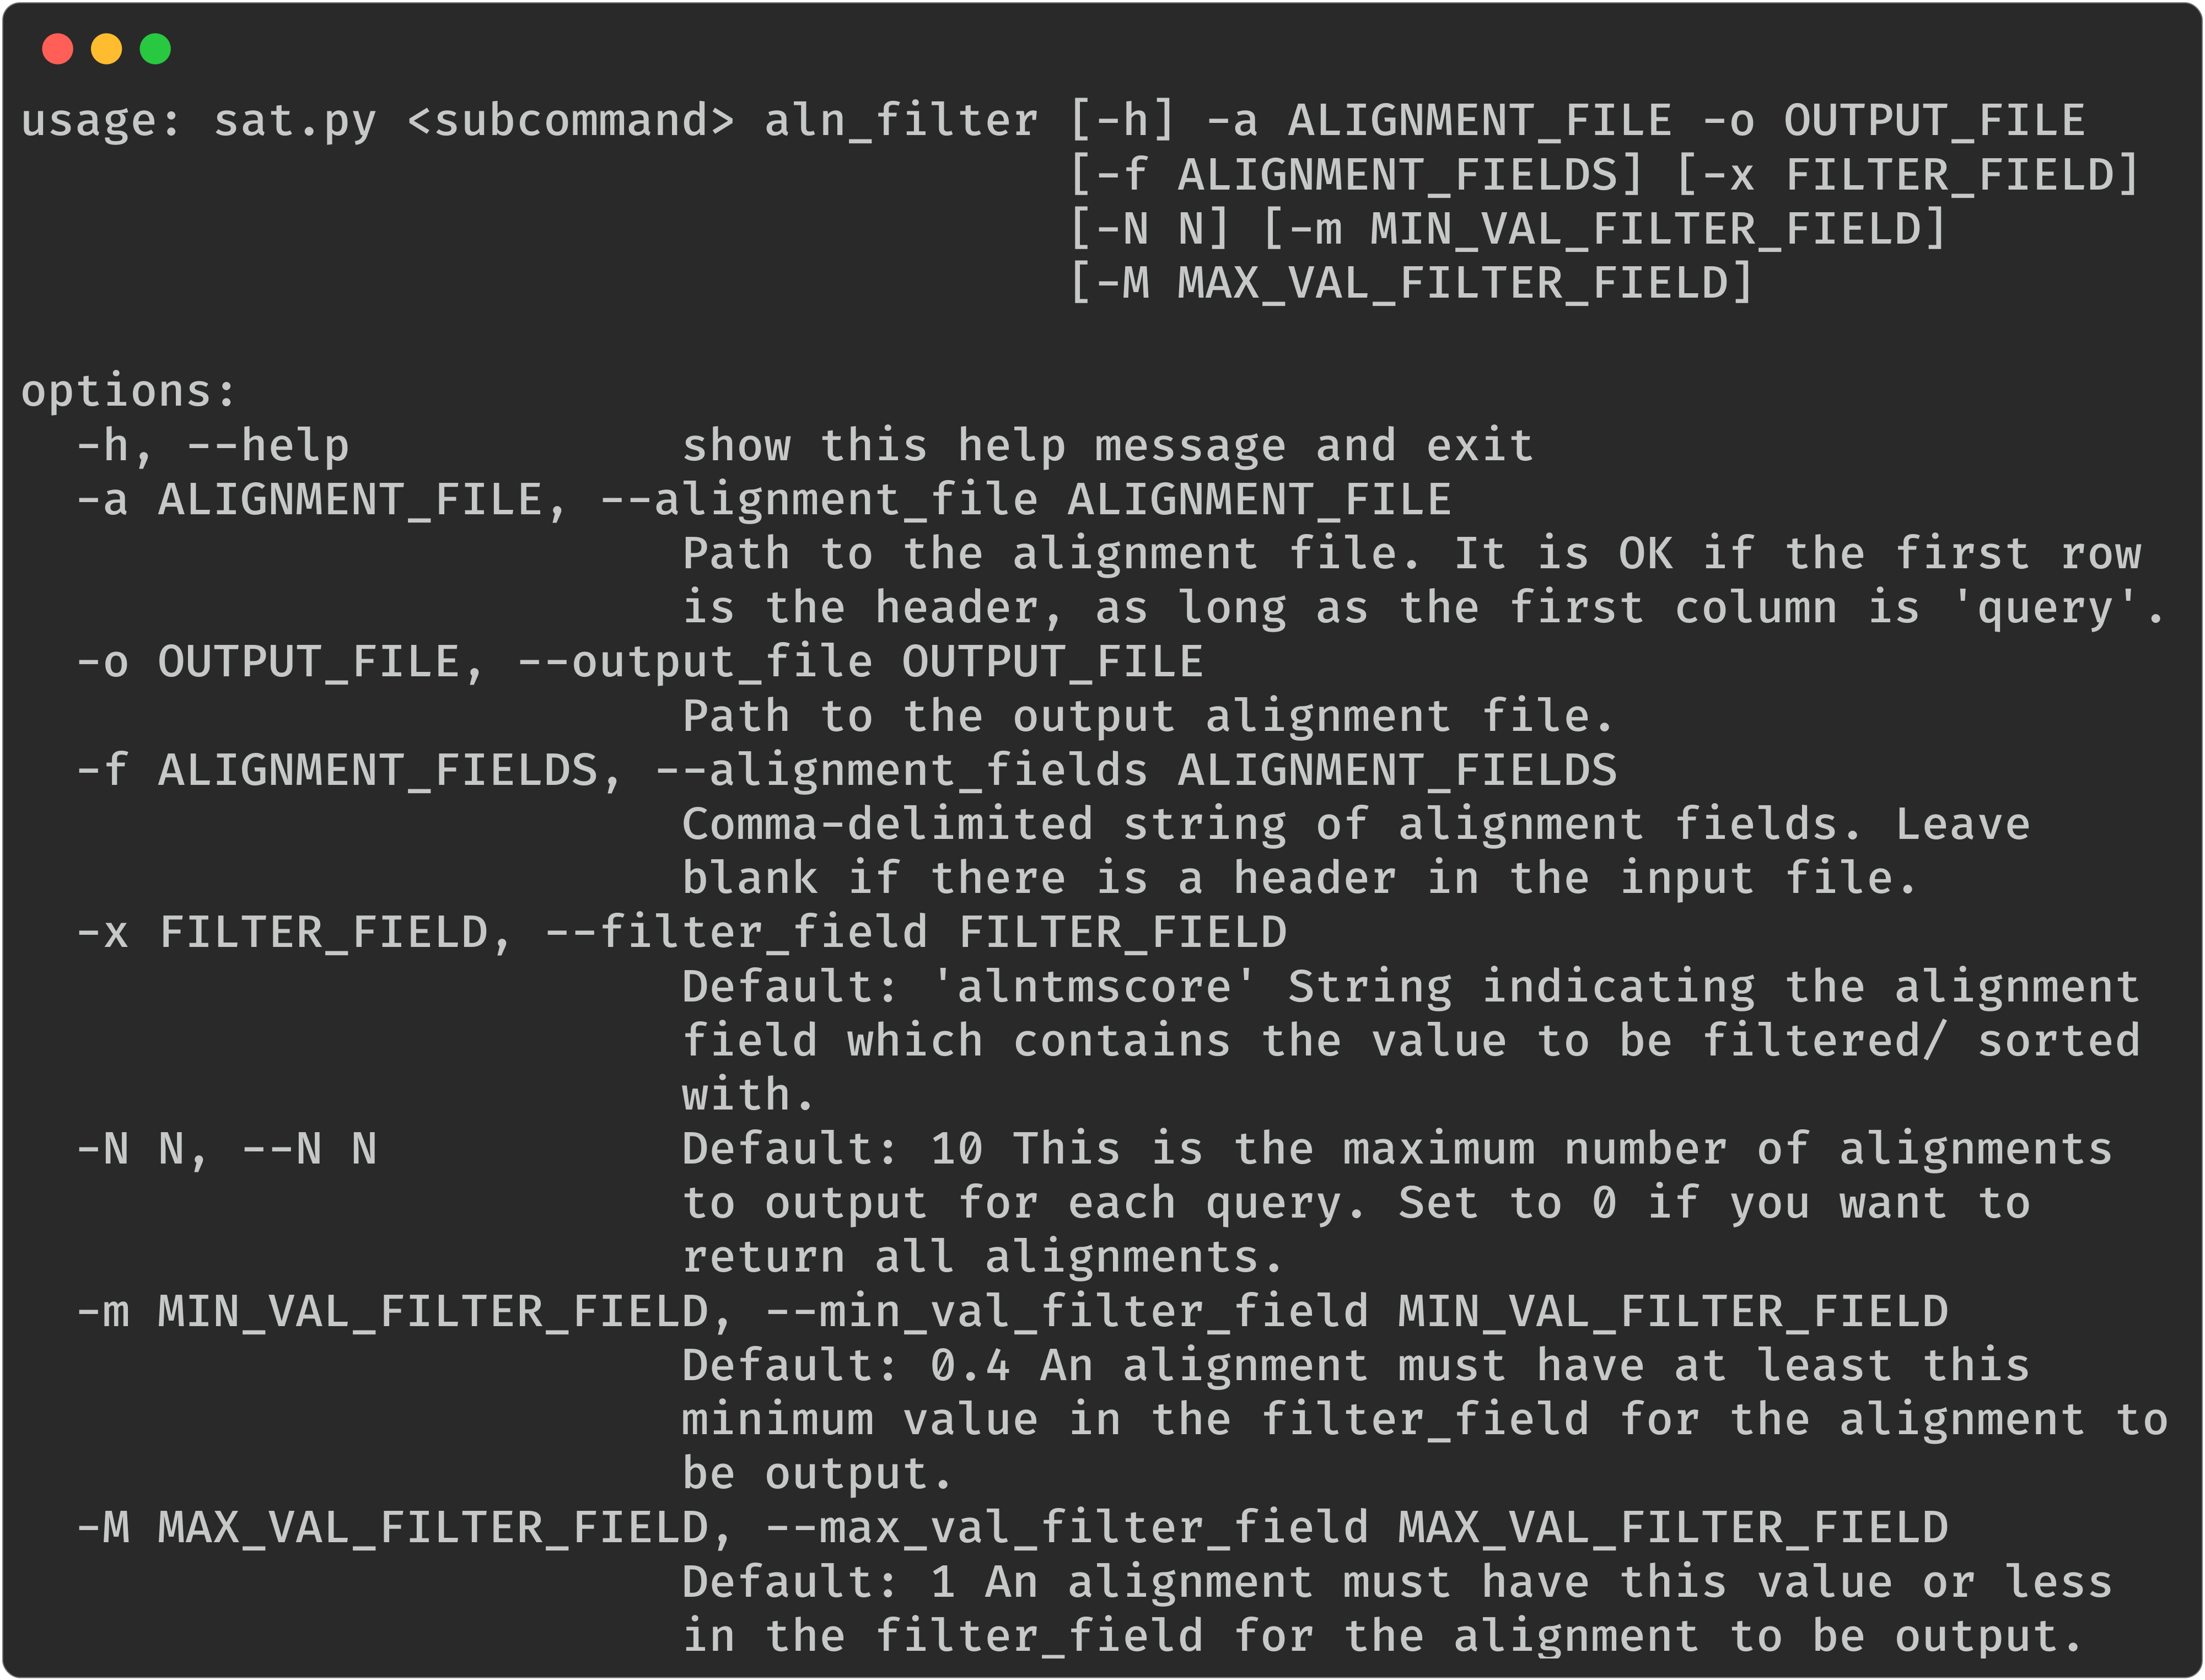 usage: sat.py <subcommand> aln_filter [-h] -a ALIGNMENT_FILE -o OUTPUT_FILE
[-f ALIGNMENT_FIELDS] [-x FILTER_FIELD]
[-N N] [-m MIN_VAL_FILTER_FIELD]
[-M MAX_VAL_FILTER_FIELD]
options:
-h, --help show this help message and exit
-a ALIGNMENT_FILE, --alignment_file ALIGNMENT_FILE
Path to the alignment file. It is OK if the first row
is the header, as long as the first column is 'query'.
-o OUTPUT_FILE, --output_file OUTPUT_FILE
Path to the output alignment file.
-f ALIGNMENT_FIELDS, --alignment_fields ALIGNMENT_FIELDS
Comma-delimited string of alignment fields. Leave
blank if there is a header in the input file.
-x FILTER_FIELD, --filter_field FILTER_FIELD
Default: 'alntmscore' String indicating the alignment
field which contains the value to be filtered/ sorted
with.
-N N, --N N Default: 10 This is the maximum number of alignments
to output for each query. Set to 0 if you want to
return all alignments.
-m MIN_VAL_FILTER_FIELD, --min_val_filter_field MIN_VAL_FILTER_FIELD
Default: 0.4 An alignment must have at least this
minimum value in the filter_field for the alignment to
be output.
-M MAX_VAL_FILTER_FIELD, --max_val_filter_field MAX_VAL_FILTER_FIELD
Default: 1 An alignment must have this value or less
in the filter_field for the alignment to be output.